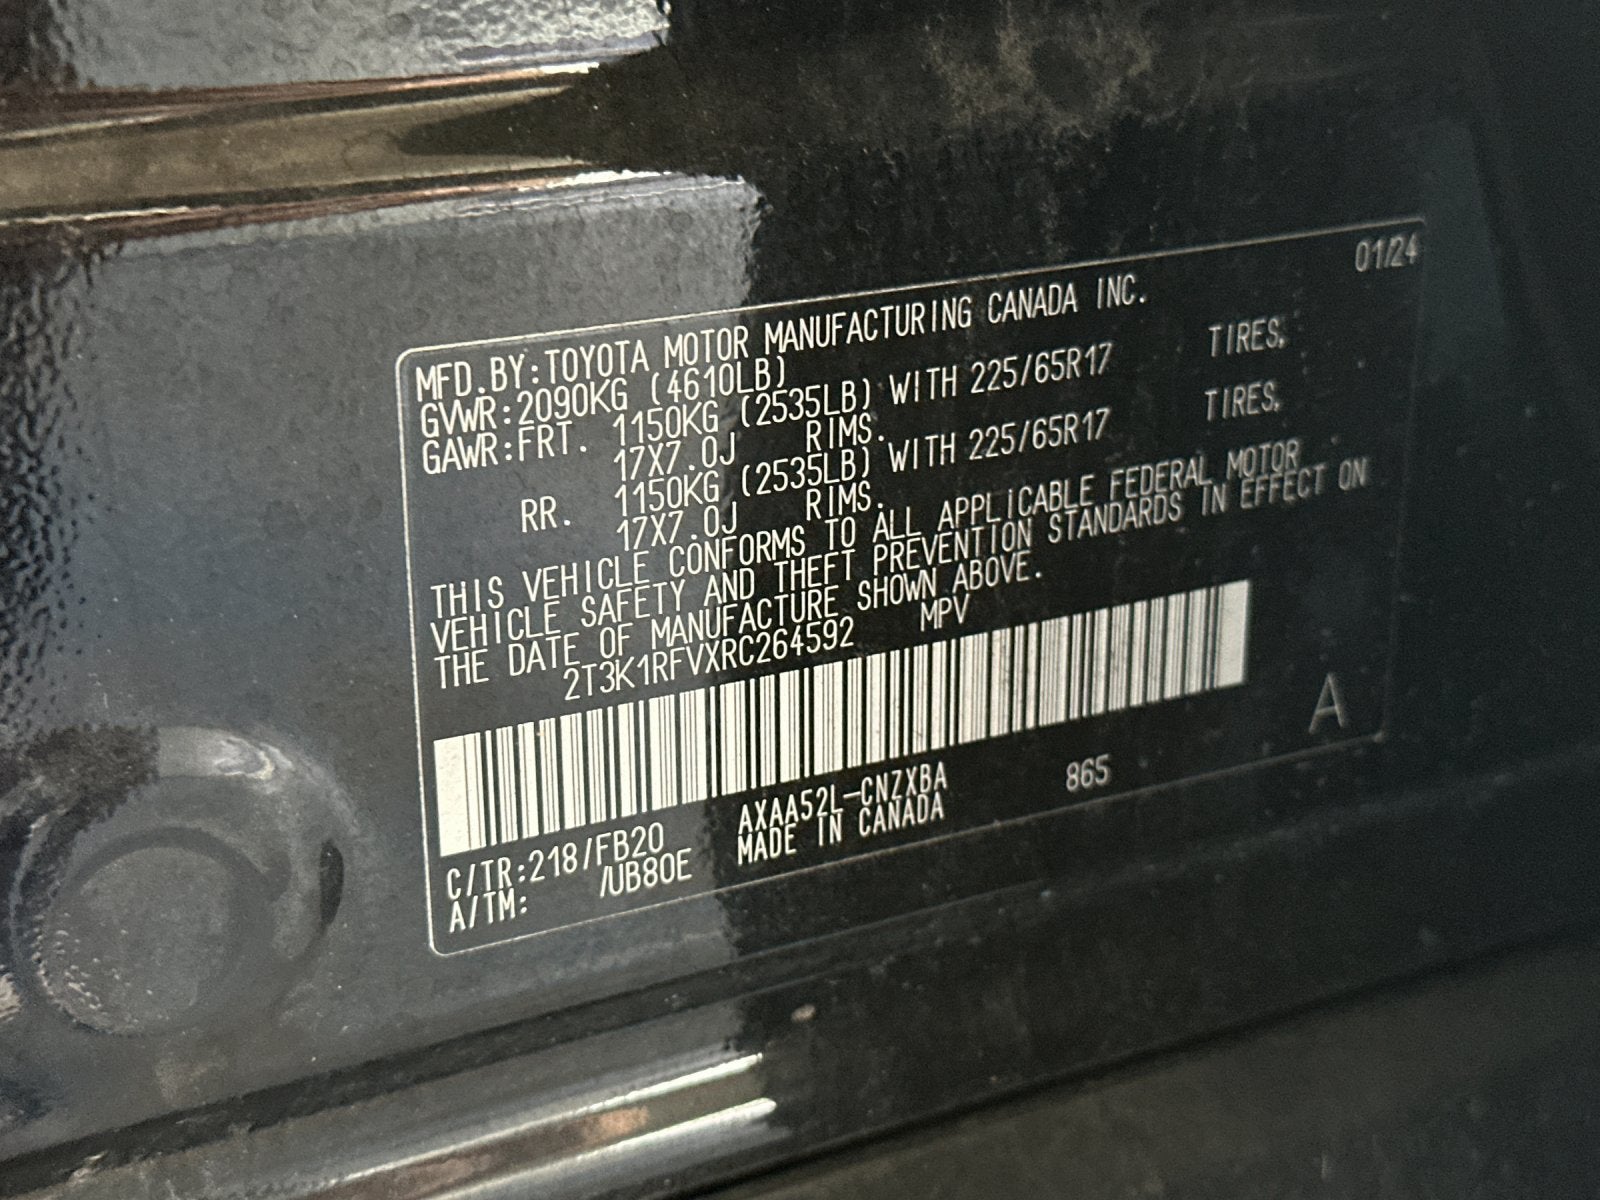 01/24
MFD.BY:TOYOTA MOTOR MANUFACTURING CANADA INC.
GVWR:2090KG (4610LB)
GAWR:FRT. 1150KG (2535LB) WITH 225/65R17 TIRES,
17X7.0J RIMS.
RR. 1150KG (2535LB) WITH 225/65R17 TIRES,
17X7.0J RIMS.
THIS VEHICLE CONFORMS TO ALL APPLICABLE FEDERAL MOTOR
VEHICLE SAFETY AND THEFT PREVENTION STANDARDS IN EFFECT ON
THE DATE OF MANUFACTURE SHOWN ABOVE.
2T3K1RFVXRC264592 MPV
A
C/TR:218/FB20 AXAA52L-CNZXBA 865
A/TM: /UB80E MADE IN CANADA